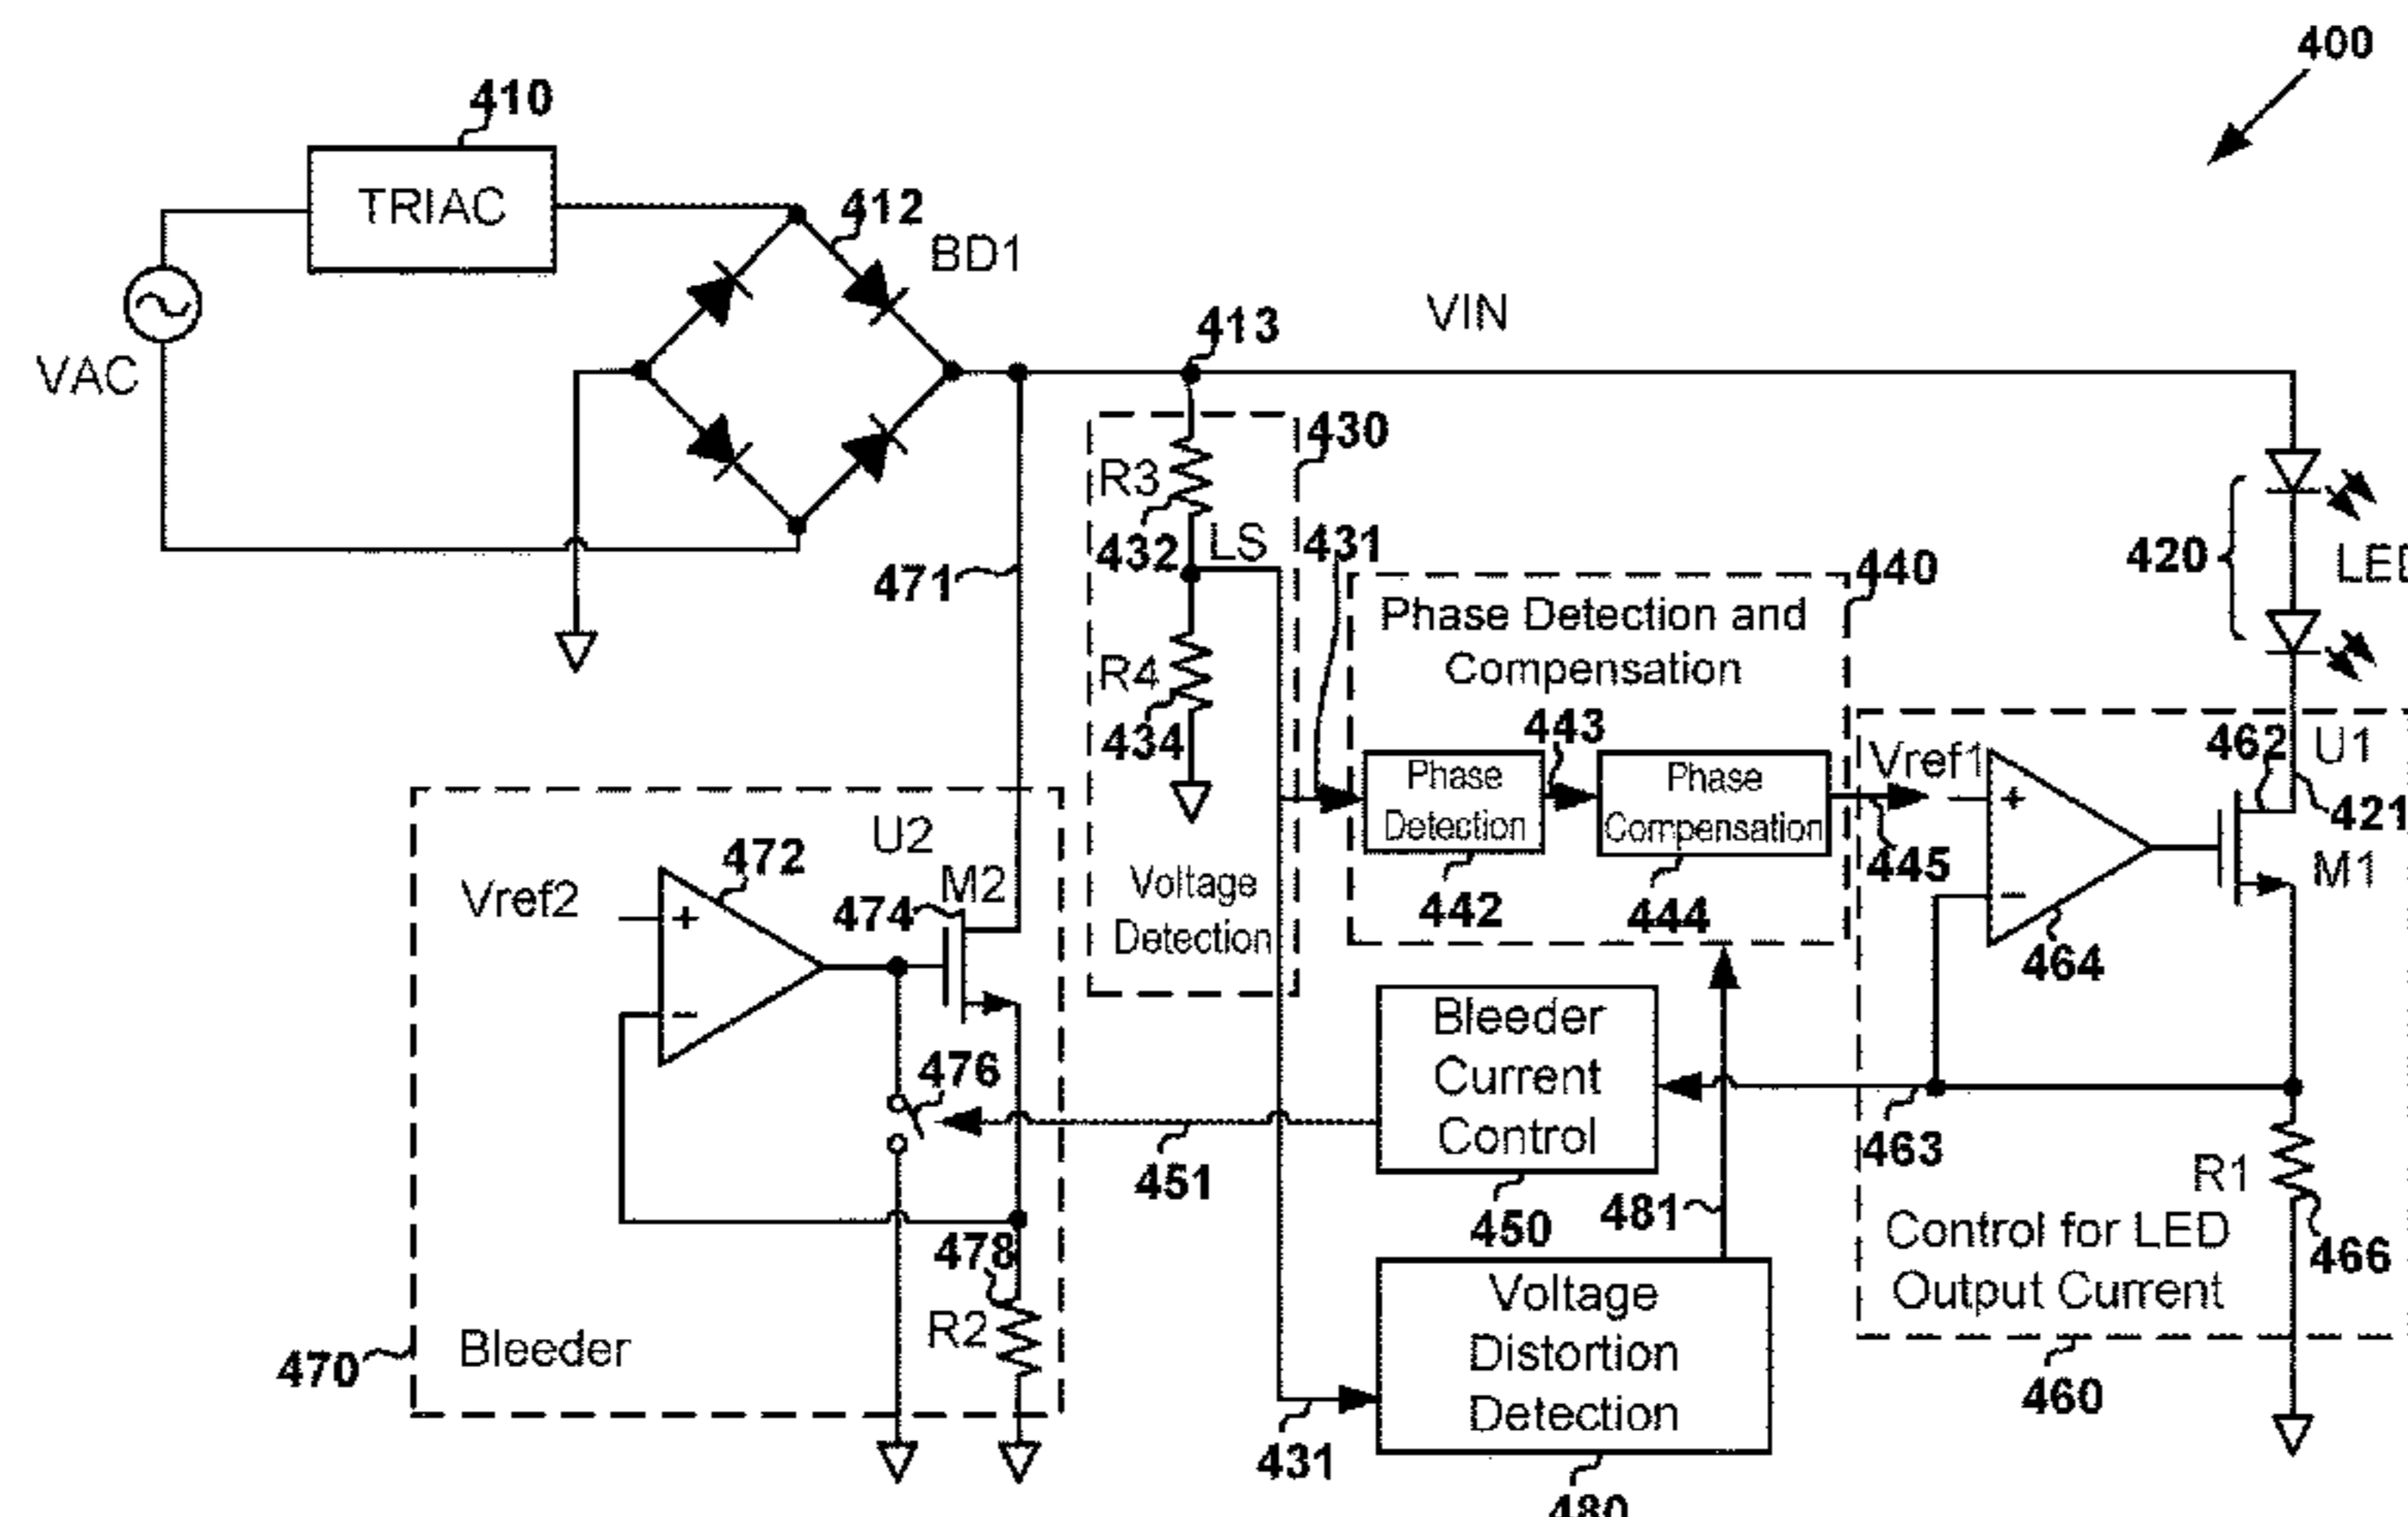 400
410
TRIAC
412
BD1
413
VIN
VAC
430
R3
432
LS
431
471
440
Phase Detection and
Compensation
420
R4
434
443
Vref1
462
U1
Phase
Detection
Phase
Compensation
421
445
M1
442
444
464
U2
472
M2
Vref2
474
Voltage
Detection
Bleeder
Current
Control
476
451
450
481
463
R1
466
Control for LED
Output Current
460
478
R2
Bleeder
470
Voltage
Distortion
Detection
431
480